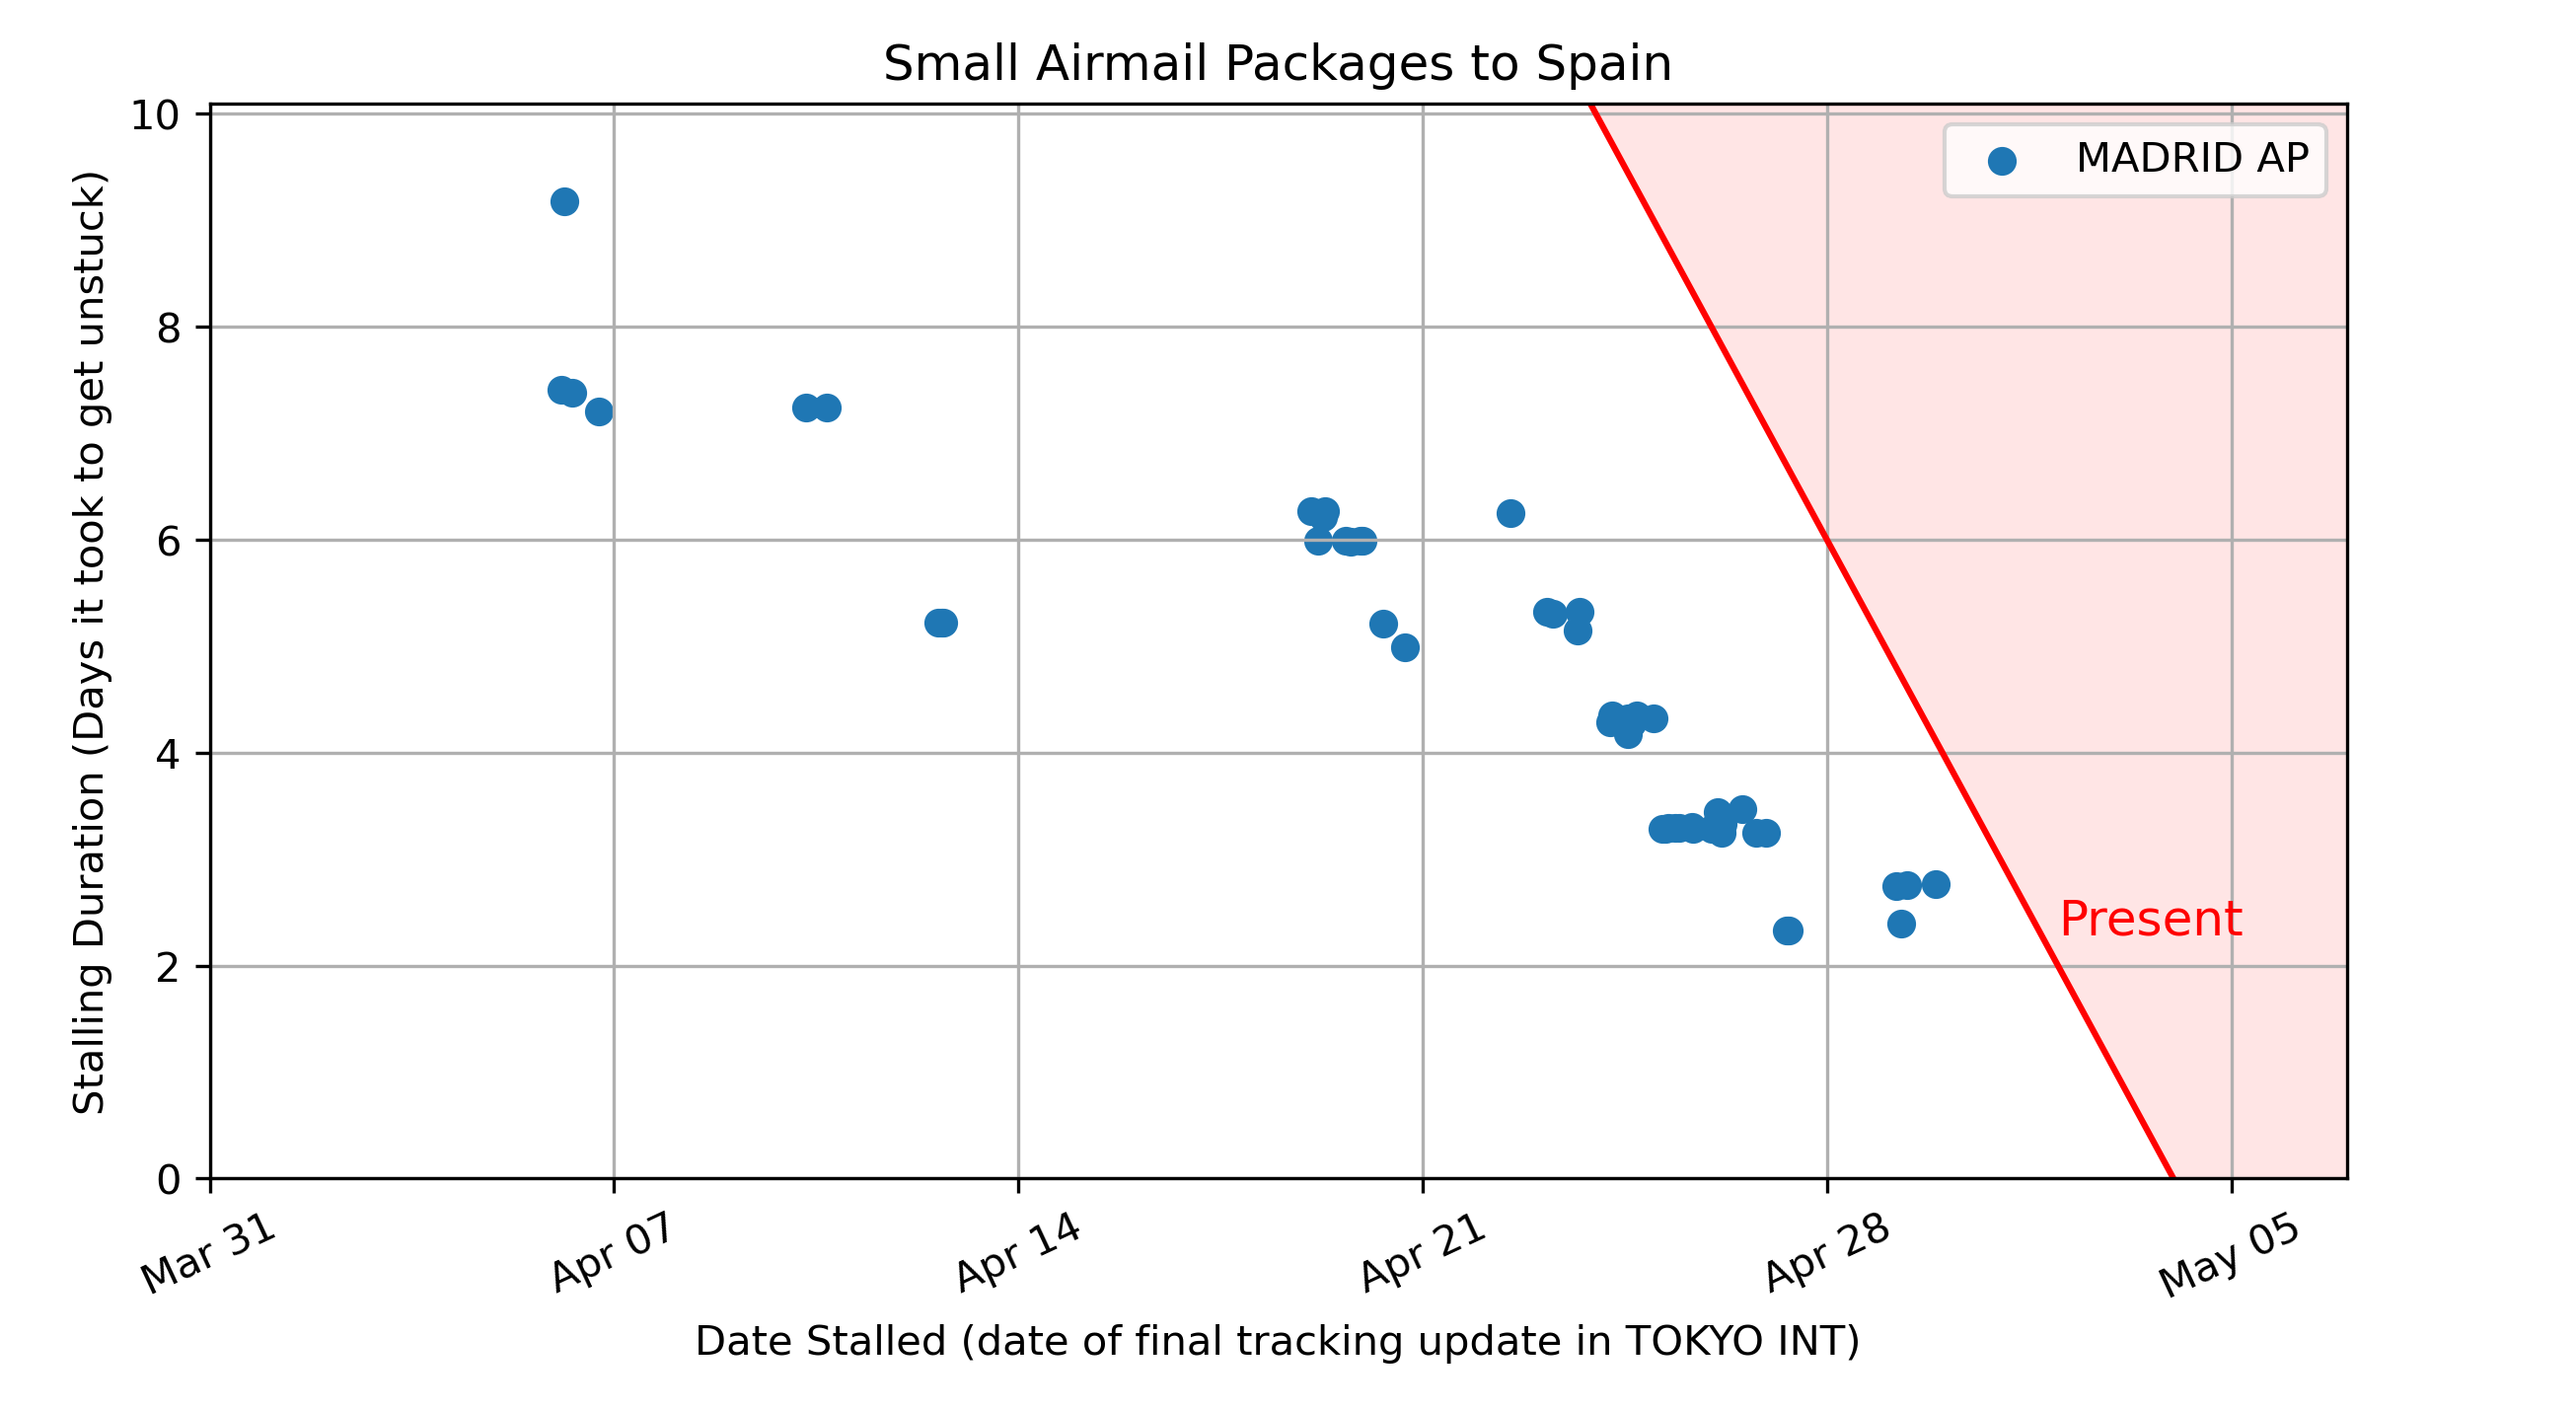 Small Airmail Packages to Spain
Stalling Duration (Days it took to get unstuck)
10
8
6
4
2
0
MADRID AP
Present
Mar 31
Apr 07
Apr 14
Apr 21
Apr 28
May 05
Date Stalled (date of final tracking update in TOKYO INT)